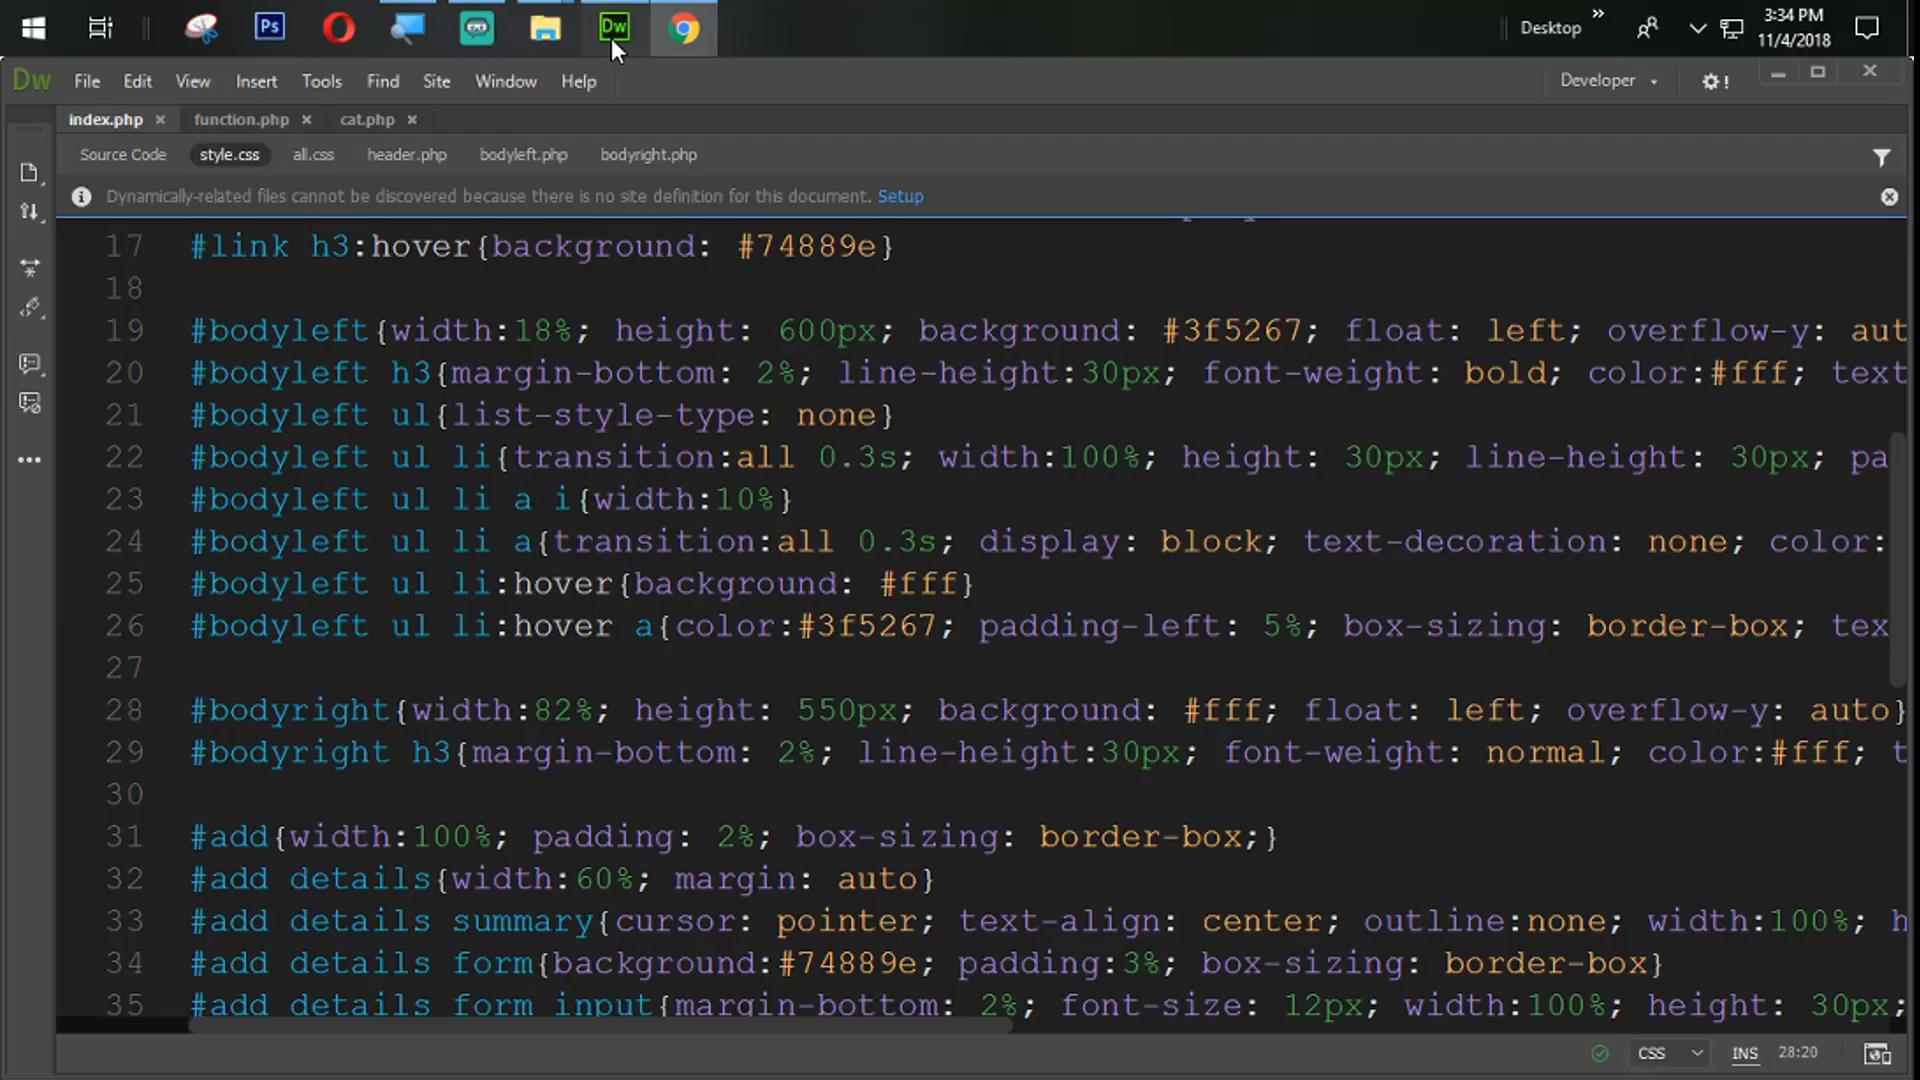 Ps
Dw
Desktop »
3:34 PM
11/4/2018
Dw File Edit View Insert Tools Find Site Window Help
Developer
index.php function.php cat.php
Source Code style.css all.css header.php bodyleft.php bodyright.php
Dynamically-related files cannot be discovered because there is no site definition for this document. Setup
17 #link h3:hover{background: #74889e}
18
19 #bodyleft{width:18%; height: 600px; background: #3f5267; float: left; overflow-y: aut
20 #bodyleft h3{margin-bottom: 2%; line-height:30px; font-weight: bold; color:#fff; text
21 #bodyleft ul{list-style-type: none}
22 #bodyleft ul li{transition:all 0.3s; width:100%; height: 30px; line-height: 30px; pa
23 #bodyleft ul li a i{width:10%}
24 #bodyleft ul li a{transition:all 0.3s; display: block; text-decoration: none; color:
25 #bodyleft ul li:hover{background: #fff}
26 #bodyleft ul li:hover a{color:#3f5267; padding-left: 5%; box-sizing: border-box; tex
27
28 #bodyright{width:82%; height: 550px; background: #fff; float: left; overflow-y: auto}
29 #bodyright h3{margin-bottom: 2%; line-height:30px; font-weight: normal; color:#fff; t
30
31 #add{width:100%; padding: 2%; box-sizing: border-box;}
32 #add details{width:60%; margin: auto}
33 #add details summary{cursor: pointer; text-align: center; outline:none; width:100%; h
34 #add details form{background:#74889e; padding:3%; box-sizing: border-box}
35 #add details form input{margin-bottom: 2%; font-size: 12px; width:100%; height: 30px;
CSS INS 28:20